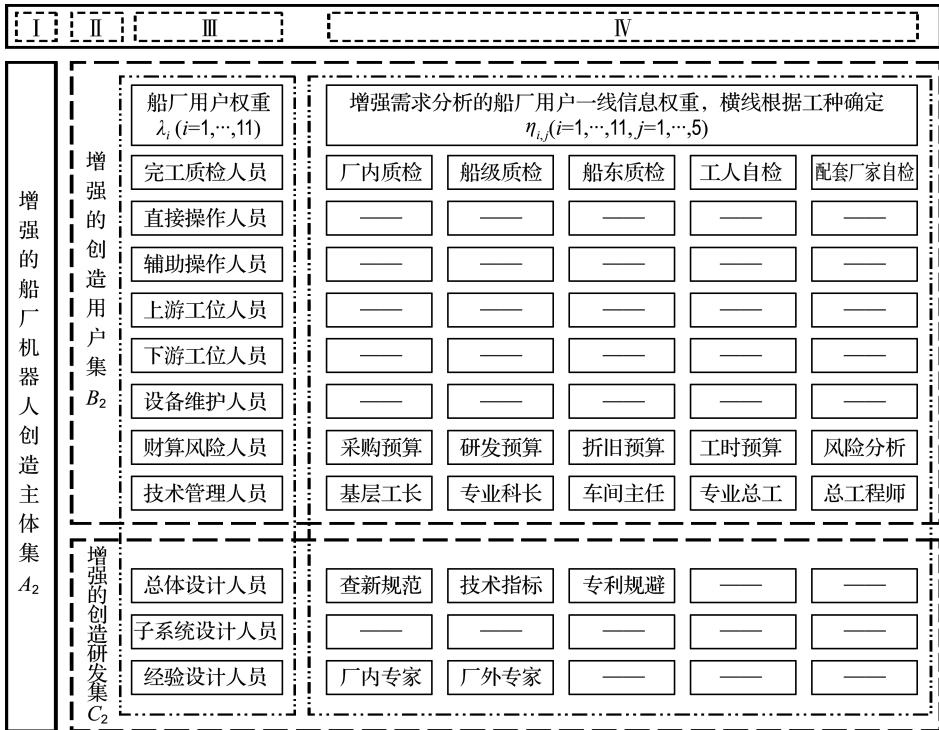 Ⅰ Ⅱ Ⅲ Ⅳ
增强的船厂机器人创造主体集A₂
增强的创造用户集B₂
船厂用户权重
λᵢ (i=1,…,11)
增强需求分析的船厂用户一线信息权重，横线根据工种确定
ηᵢ,ⱼ(i=1,…,11, j=1,…,5)
完工质检人员 厂内质检 船级质检 船东质检 工人自检 配套厂家自检
直接操作人员 —— —— —— —— ——
辅助操作人员 —— —— —— —— ——
上游工位人员 —— —— —— —— ——
下游工位人员 —— —— —— —— ——
设备维护人员 —— —— —— —— ——
财算风险人员 采购预算 研发预算 折旧预算 工时预算 风险分析
技术管理人员 基层工长 专业科长 车间主任 专业总工 总工程师
增强的创造研发集C₂
总体设计人员 查新规范 技术指标 专利规避 —— ——
子系统设计人员 —— —— —— —— ——
经验设计人员 厂内专家 厂外专家 —— —— ——